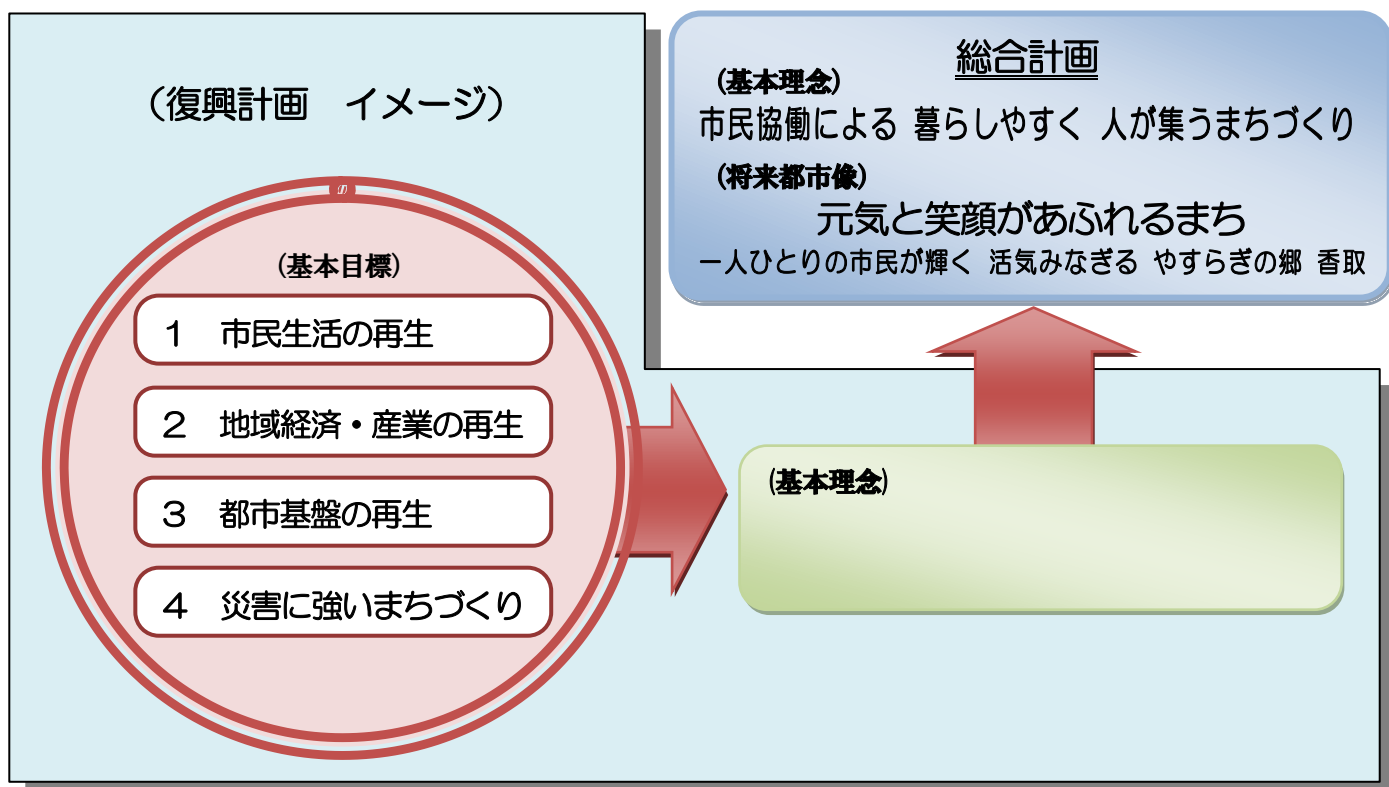 （復興計画　イメージ）
(基本目標)
１　市民生活の再生
２　地域経済・産業の再生
３　都市基盤の再生
４　災害に強いまちづくり
総合計画
(基本理念)
市民協働による 暮らしやすく 人が集うまちづくり
(将来都市像)
元気と笑顔があふれるまち
－人ひとりの市民が輝く 活気みなぎる やすらぎの郷 香取
(基本理念)